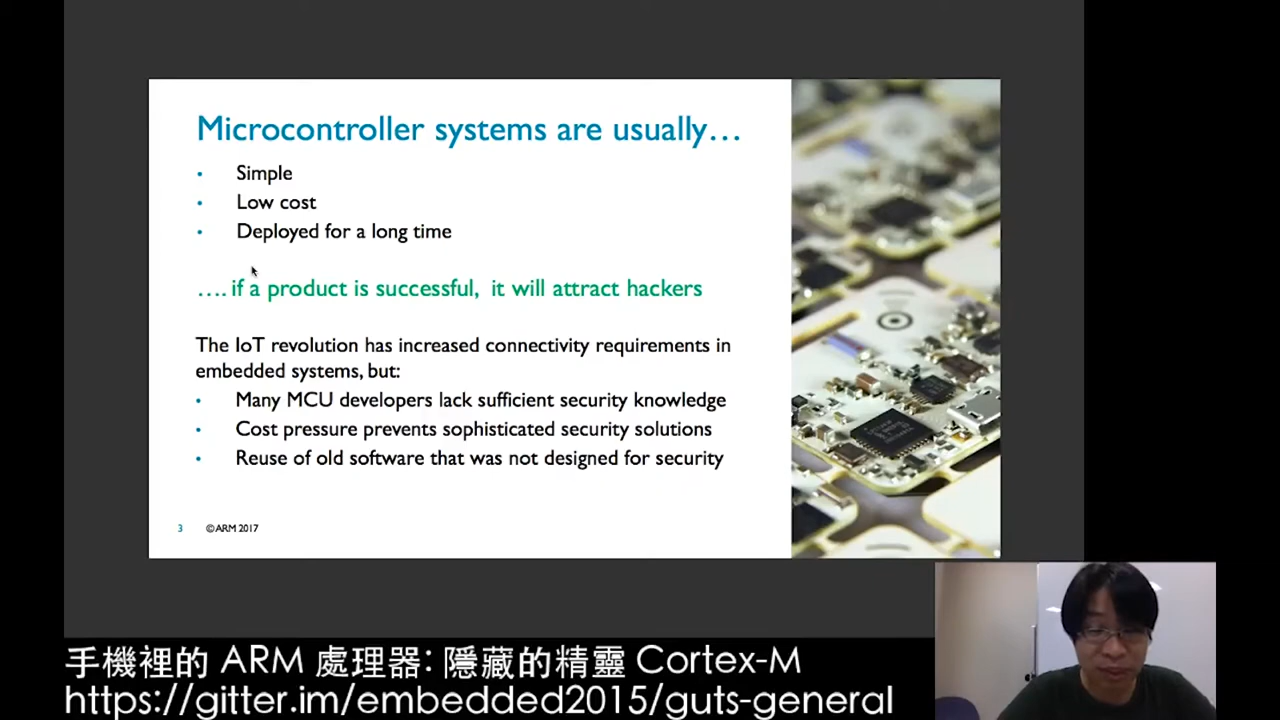 Microcontroller systems are usually…
• Simple
• Low cost
• Deployed for a long time
…. if a product is successful, it will attract hackers
The IoT revolution has increased connectivity requirements in
embedded systems, but:
• Many MCU developers lack sufficient security knowledge
• Cost pressure prevents sophisticated security solutions
• Reuse of old software that was not designed for security
3 ©ARM 2017
手機裡的 ARM 處理器: 隱藏的精靈 Cortex-M
https://gitter.im/embedded2015/guts-general